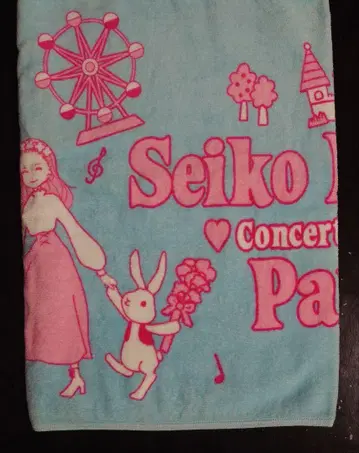 Seiko
♥ Concert
Pa